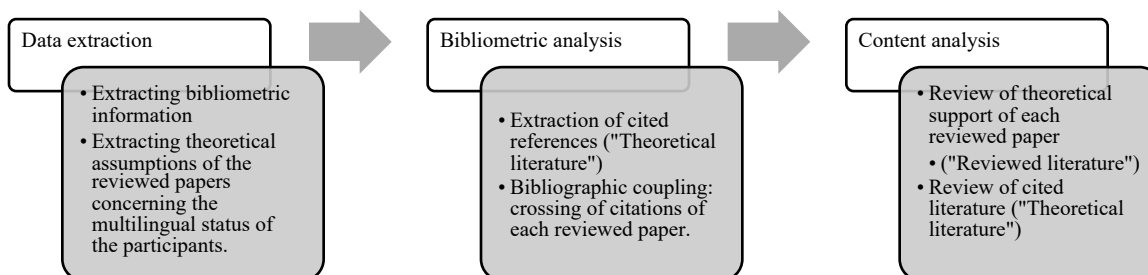 Data extraction
• Extracting bibliometric
information
• Extracting theoretical
assumptions of the
reviewed papers
concerning the
multilingual status of
the participants.
Bibliometric analysis
• Extraction of cited
references ("Theoretical
literature")
• Bibliographic coupling:
crossing of citations of
each reviewed paper.
Content analysis
• Review of theoretical
support of each
reviewed paper
• ("Reviewed literature")
• Review of cited
literature ("Theoretical
literature")